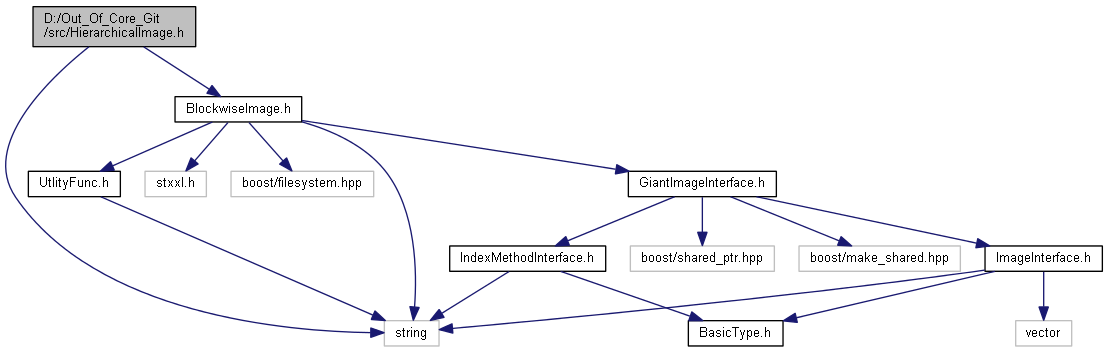 D:/Out_Of_Core_Git
/src/HierarchicalImage.h
BlockwiseImage.h
UtlityFunc.h
stxxl.h
boost/filesystem.hpp
GiantImageInterface.h
IndexMethodInterface.h
boost/shared_ptr.hpp
boost/make_shared.hpp
ImageInterface.h
string
BasicType.h
vector